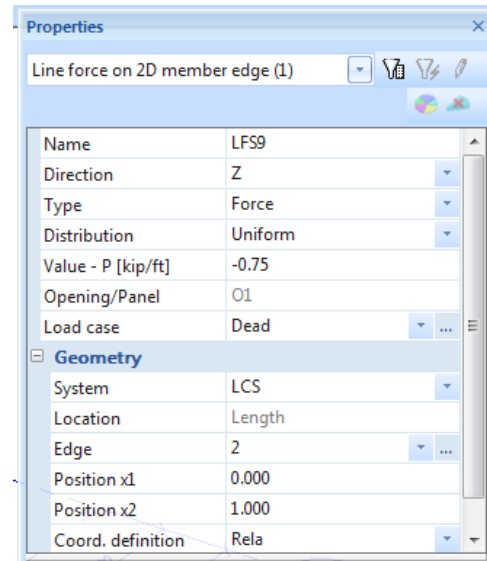 Properties
Line force on 2D member edge (1)
Name LFS9
Direction Z
Type Force
Distribution Uniform
Value - P [kip/ft] -0.75
Opening/Panel O1
Load case Dead ...
Geometry
System LCS
Location Length
Edge 2 ...
Position x1 0.000
Position x2 1.000
Coord. definition Rela